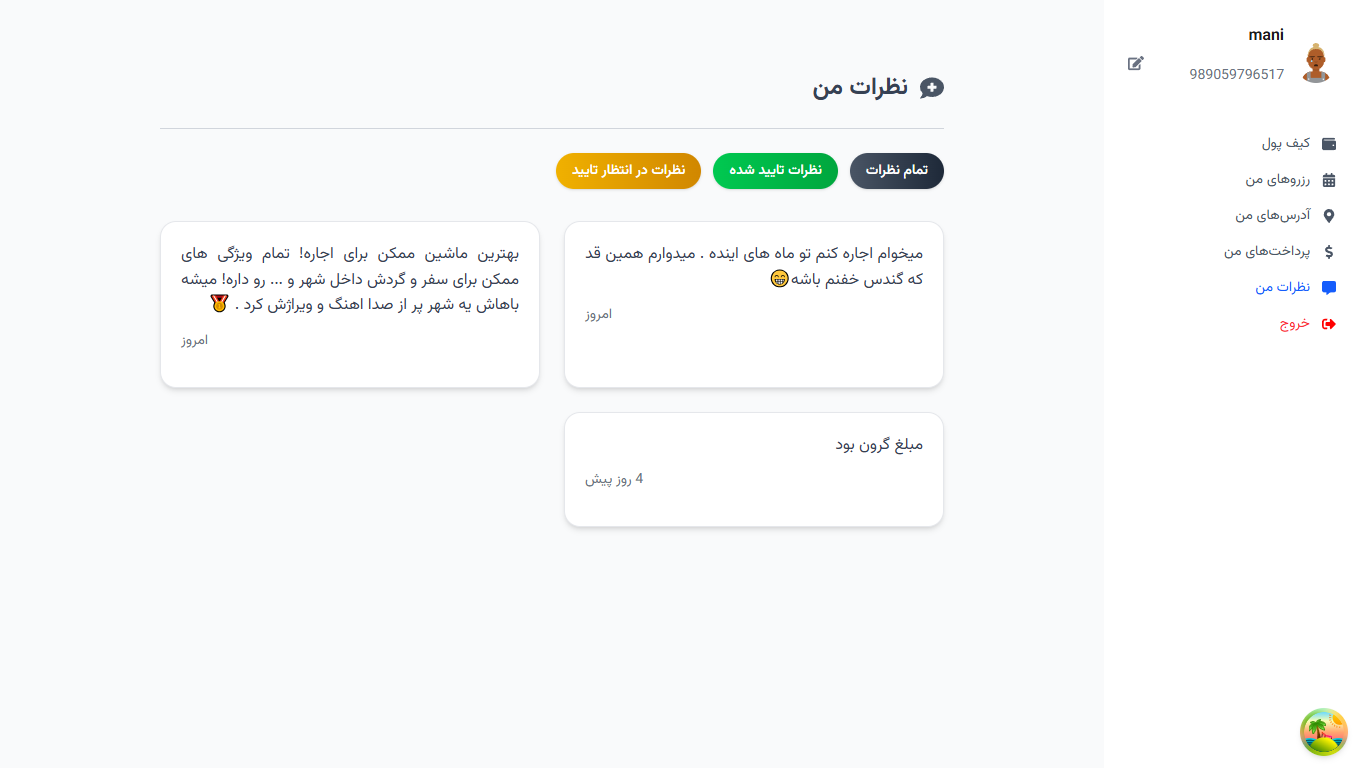 mani
989059796517
کیف پول
رزروهای من
آدرس‌های من
پرداخت‌های من
نظرات من
خروج
نظرات من
تمام نظرات
نظرات تایید شده
نظرات در انتظار تایید
میخوام اجاره کنم تو ماه های اینده . میدوارم همین قد
که گندس خفنم باشه😁
امروز
بهترین ماشین ممکن برای اجاره! تمام ویژگی های
ممکن برای سفر و گردش داخل شهر و ... رو داره! میشه
باهاش یه شهر پر از صدا اهنگ و ویراژش کرد . 🏅
امروز
مبلغ گرون بود
4 روز پیش